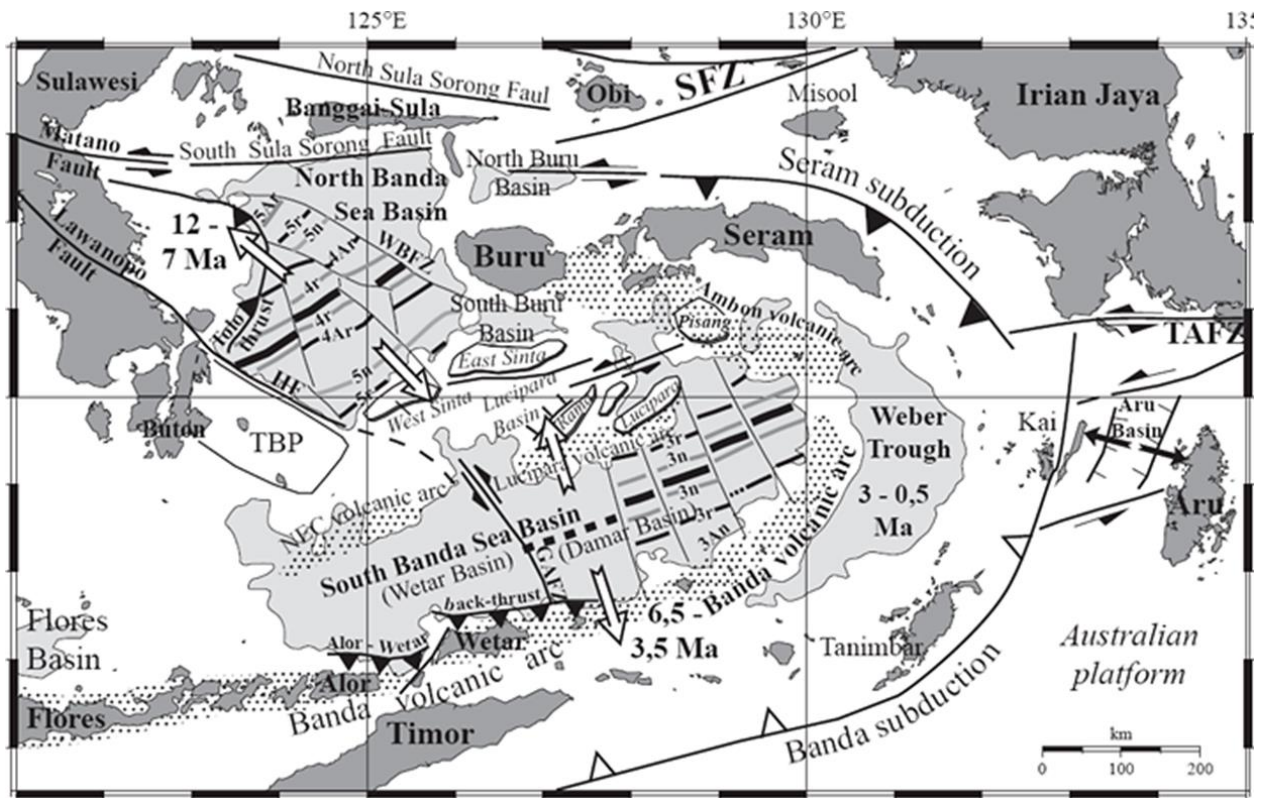 125°E
130°E
135
Sulawesi
North Sula Sorong Faul
Banggai-Sula
Obi
SFZ
Misool
Irian Jaya
Matano
Fault
South Sula Sorong Fault
North Buru
Basin
Seram subduction
North Banda
Sea Basin
Lawanopo
Fault
12 -
7 Ma
5Ar
5r
5n
4Ar
WBFZ
Buru
Seram
4r
4r
4Ar
Tolo
thrust
South Buru
Basin
Pisang
Ambon volcanic arc
TAFZ
East Sinta
5n
5r
HF
West Sinta
Lucipara
Basin
Rama
Lucipara
Buton
TBP
Weber
Trough
3 - 0,5
Ma
Kai
Aru
Basin
Aru
Lucipara volcanic arc
3r
3n
3n
3r
3An
NEC volcanic arc
South Banda Sea Basin
(Wetar Basin)
(Damar Basin)
GAF
Banda volcanic arc
back-thrust
6,5 -
3,5 Ma
Flores
Basin
Alor - Wetar
Wetar
Alor
Tanimbar
Australian
platform
Flores
Banda volcanic arc
Timor
Banda subduction
km
0 100 200